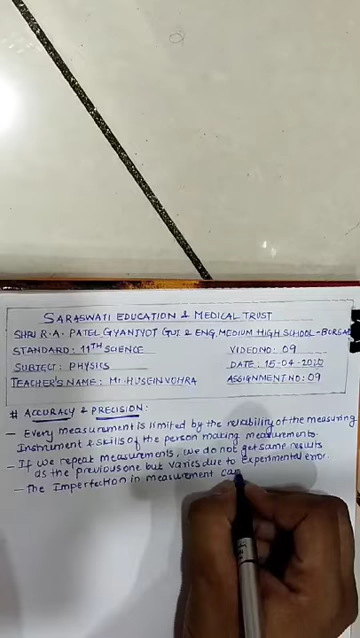 SARASWATI EDUCATION & MEDICAL TRUST
SHRI R.A. PATEL GYANJYOT GUJ & ENG, MEDIUM HIGH SCHOOL -
STANDARD: 11TH SCIENCE VIDEO NO: 09
SUBJECT: PHYSICS DATE: 15-04-2020
TEACHER'S NAME: Mr. HUSEIN VOHRA ASSIGNMENT NO: 09
# ACCURACY & PRECISION:
- Every measurement is limited by the reliability of the measuring
Instrument & skills of the person making measurements.
- If we repeat measurements, we do not get same results
as the previous one but varies due to experimental error.
- The Imperfection in measurement can